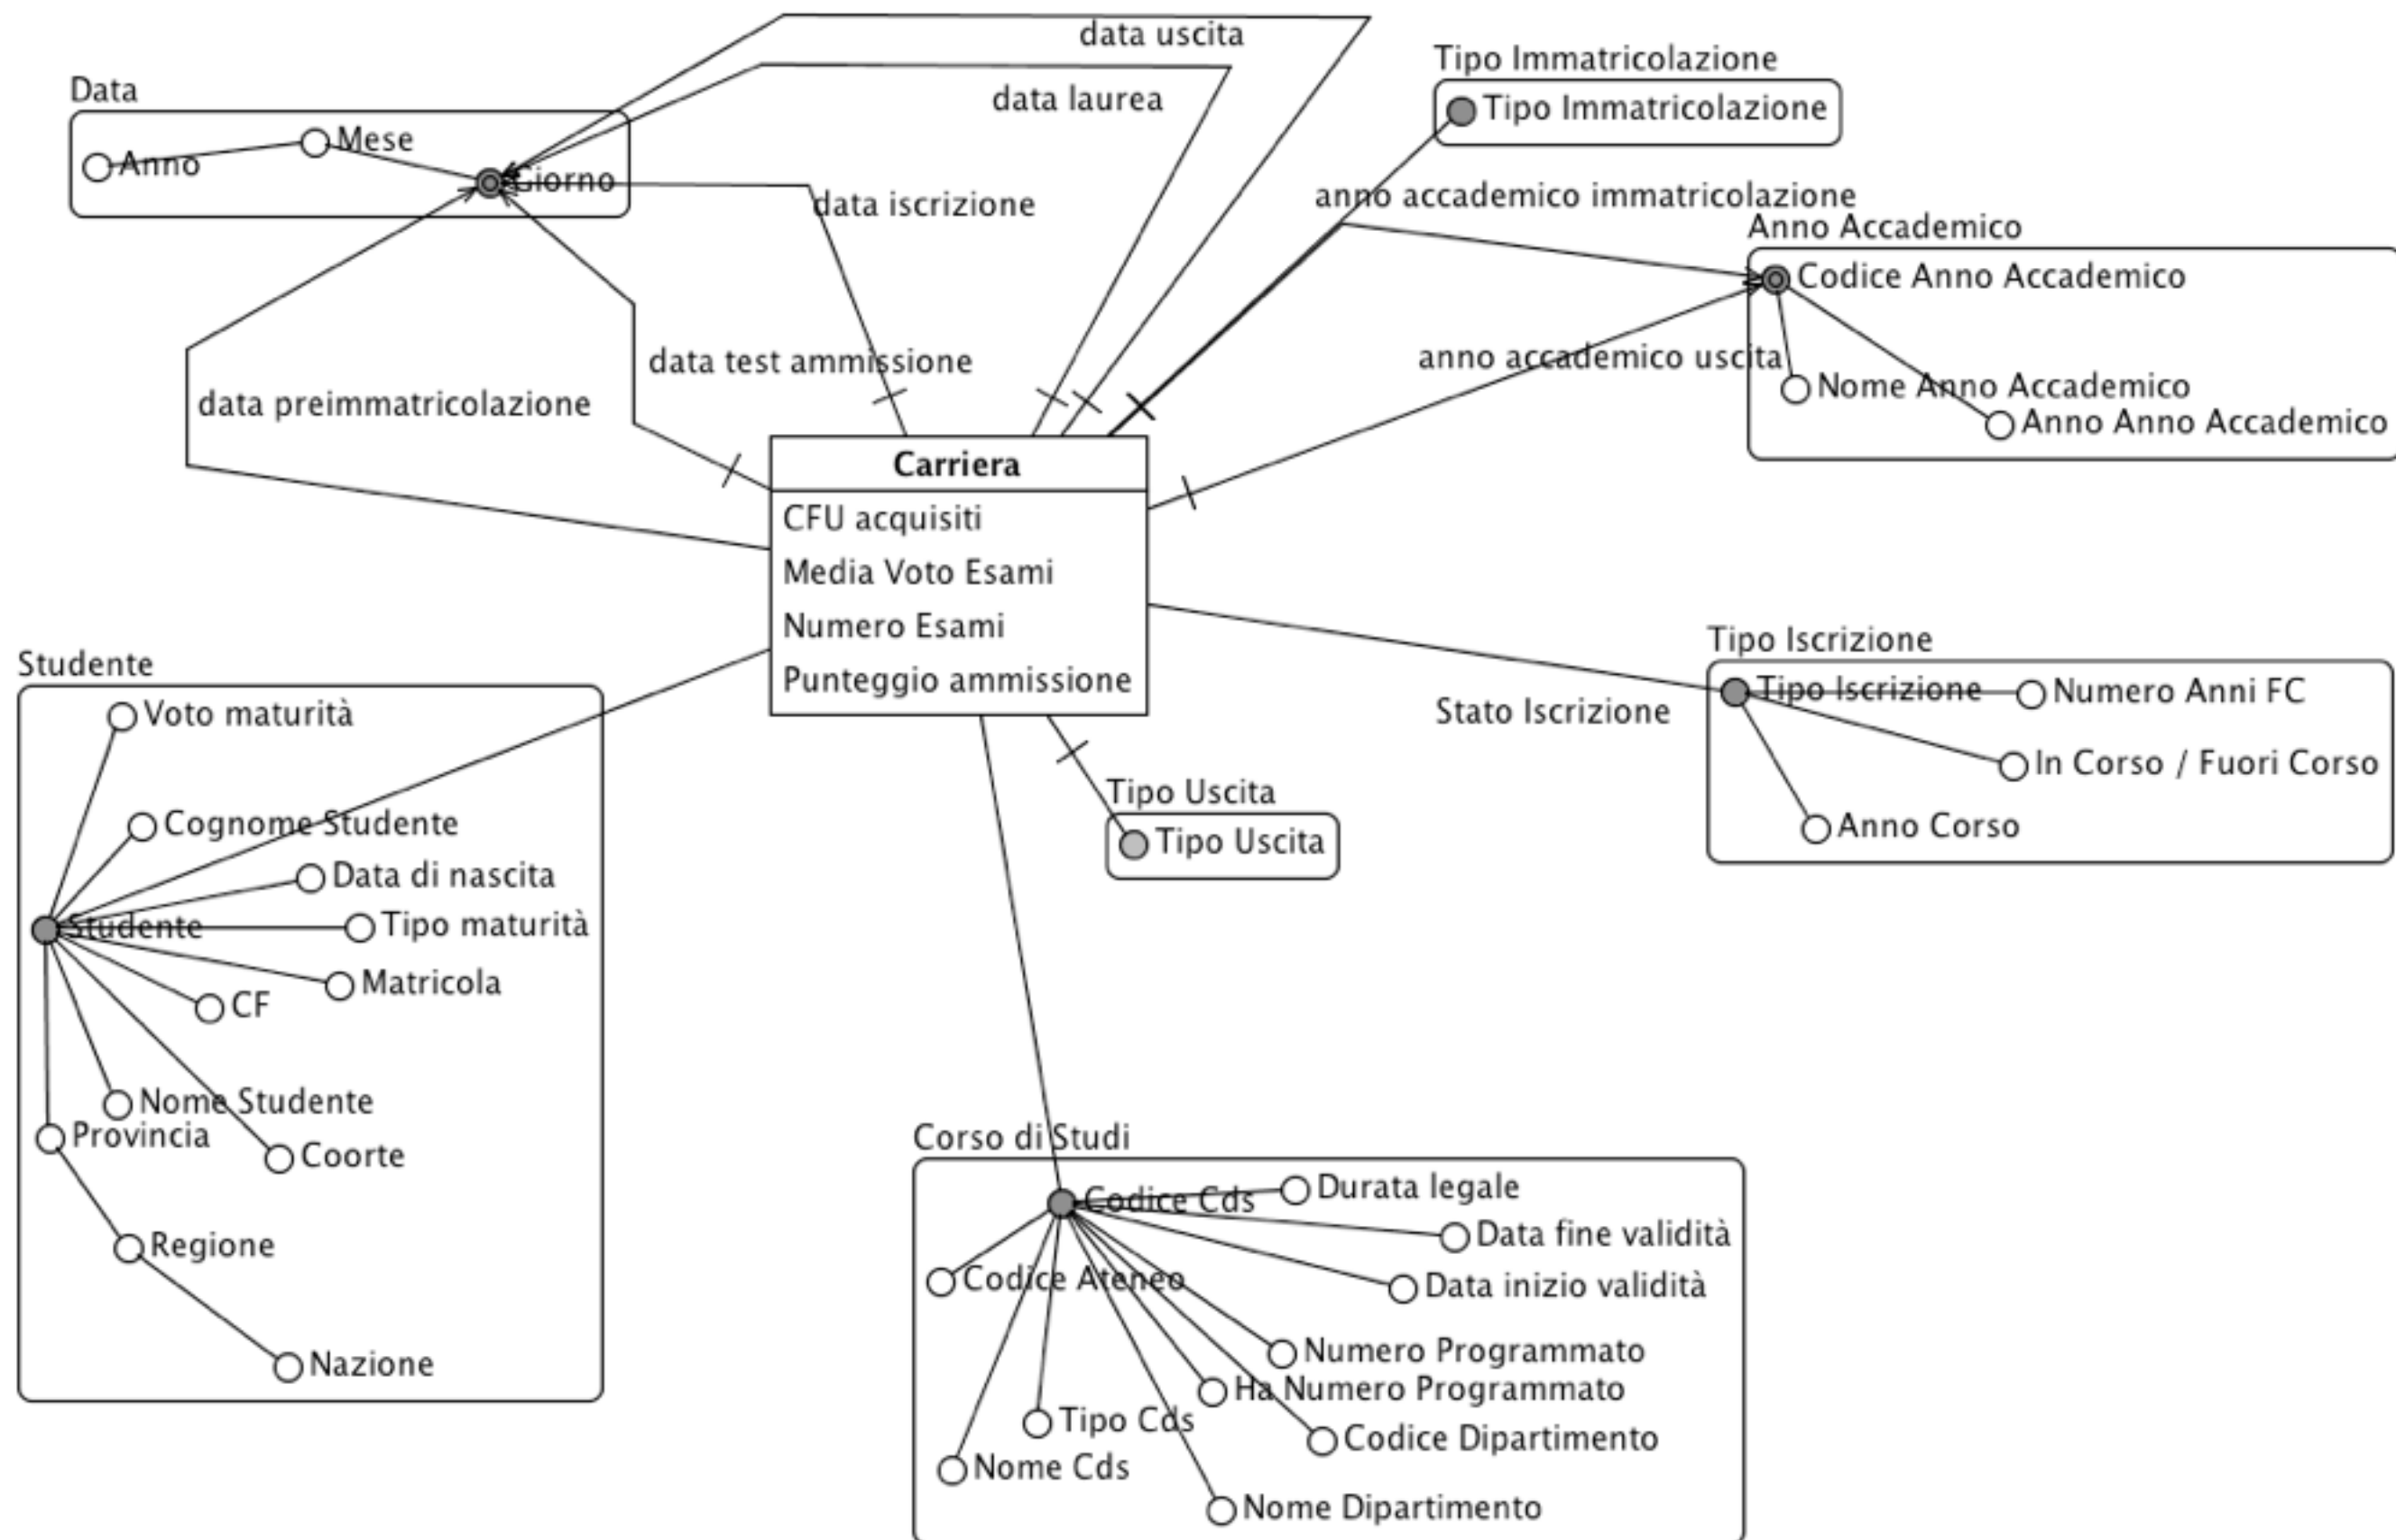 data uscita
data laurea
Data
Anno
Mese
Giorno
data iscrizione
data test ammissione
data preimmatricolazione
Tipo Immatricolazione
Tipo Immatricolazione
anno accademico immatricolazione
Anno Accademico
Codice Anno Accademico
Nome Anno Accademico
Anno Anno Accademico
anno accademico uscita
Carriera
CFU acquisiti
Media Voto Esami
Numero Esami
Punteggio ammissione
Tipo Iscrizione
Tipo Iscrizione
Numero Anni FC
In Corso / Fuori Corso
Anno Corso
Stato Iscrizione
Tipo Uscita
Tipo Uscita
Studente
Voto maturità
Cognome Studente
Data di nascita
Studente
Tipo maturità
Matricola
CF
Nome Studente
Provincia
Coorte
Regione
Nazione
Corso di Studi
Codice Cds
Durata legale
Data fine validità
Codice Ateneo
Data inizio validità
Numero Programmato
Ha Numero Programmato
Tipo Cds
Codice Dipartimento
Nome Cds
Nome Dipartimento